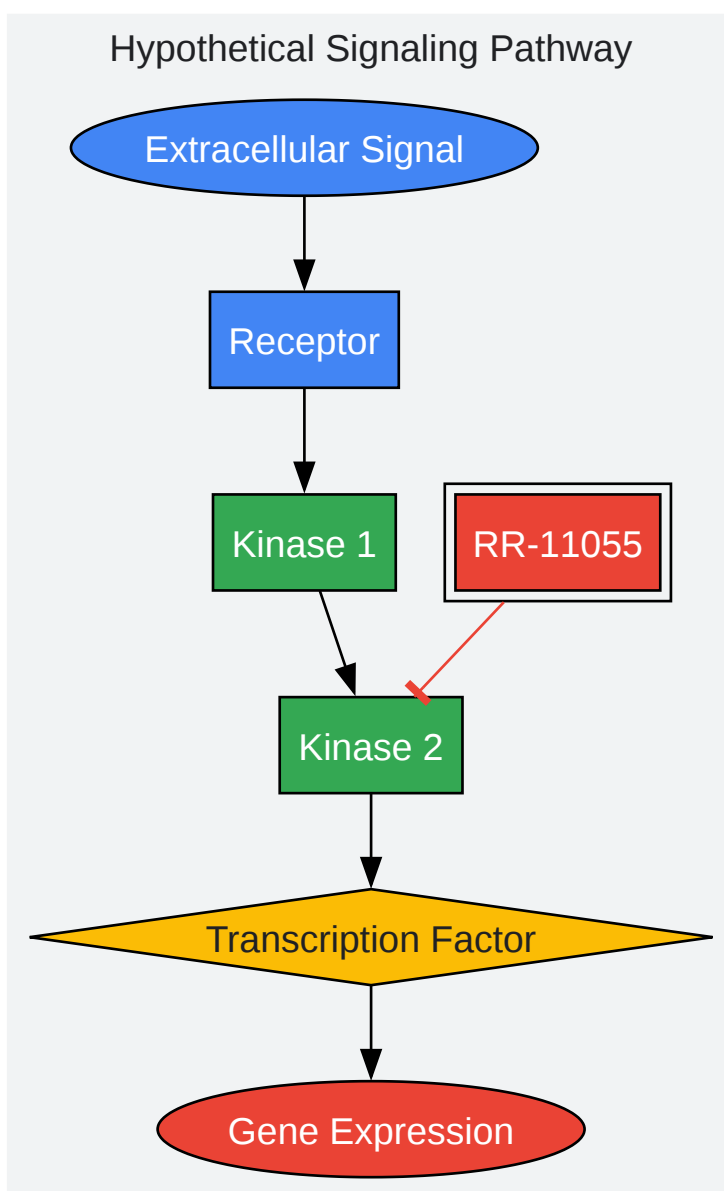 Hypothetical Signaling Pathway
Extracellular Signal
Receptor
Kinase 1
RR-11055
Kinase 2
Transcription Factor
Gene Expression